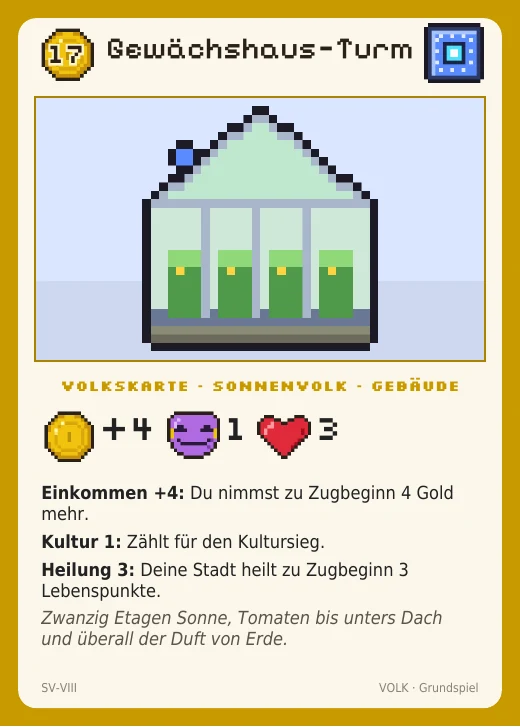 17 Gewächshaus-Turm
VOLKSKARTE · SONNENVOLK · GEBÄUDE
+4 1 3
Einkommen +4: Du nimmst zu Zugbeginn 4 Gold
mehr.
Kultur 1: Zählt für den Kultursieg.
Heilung 3: Deine Stadt heilt zu Zugbeginn 3
Lebenspunkte.
Zwanzig Etagen Sonne, Tomaten bis unters Dach
und überall der Duft von Erde.
SV-VIII VOLK · Grundspiel